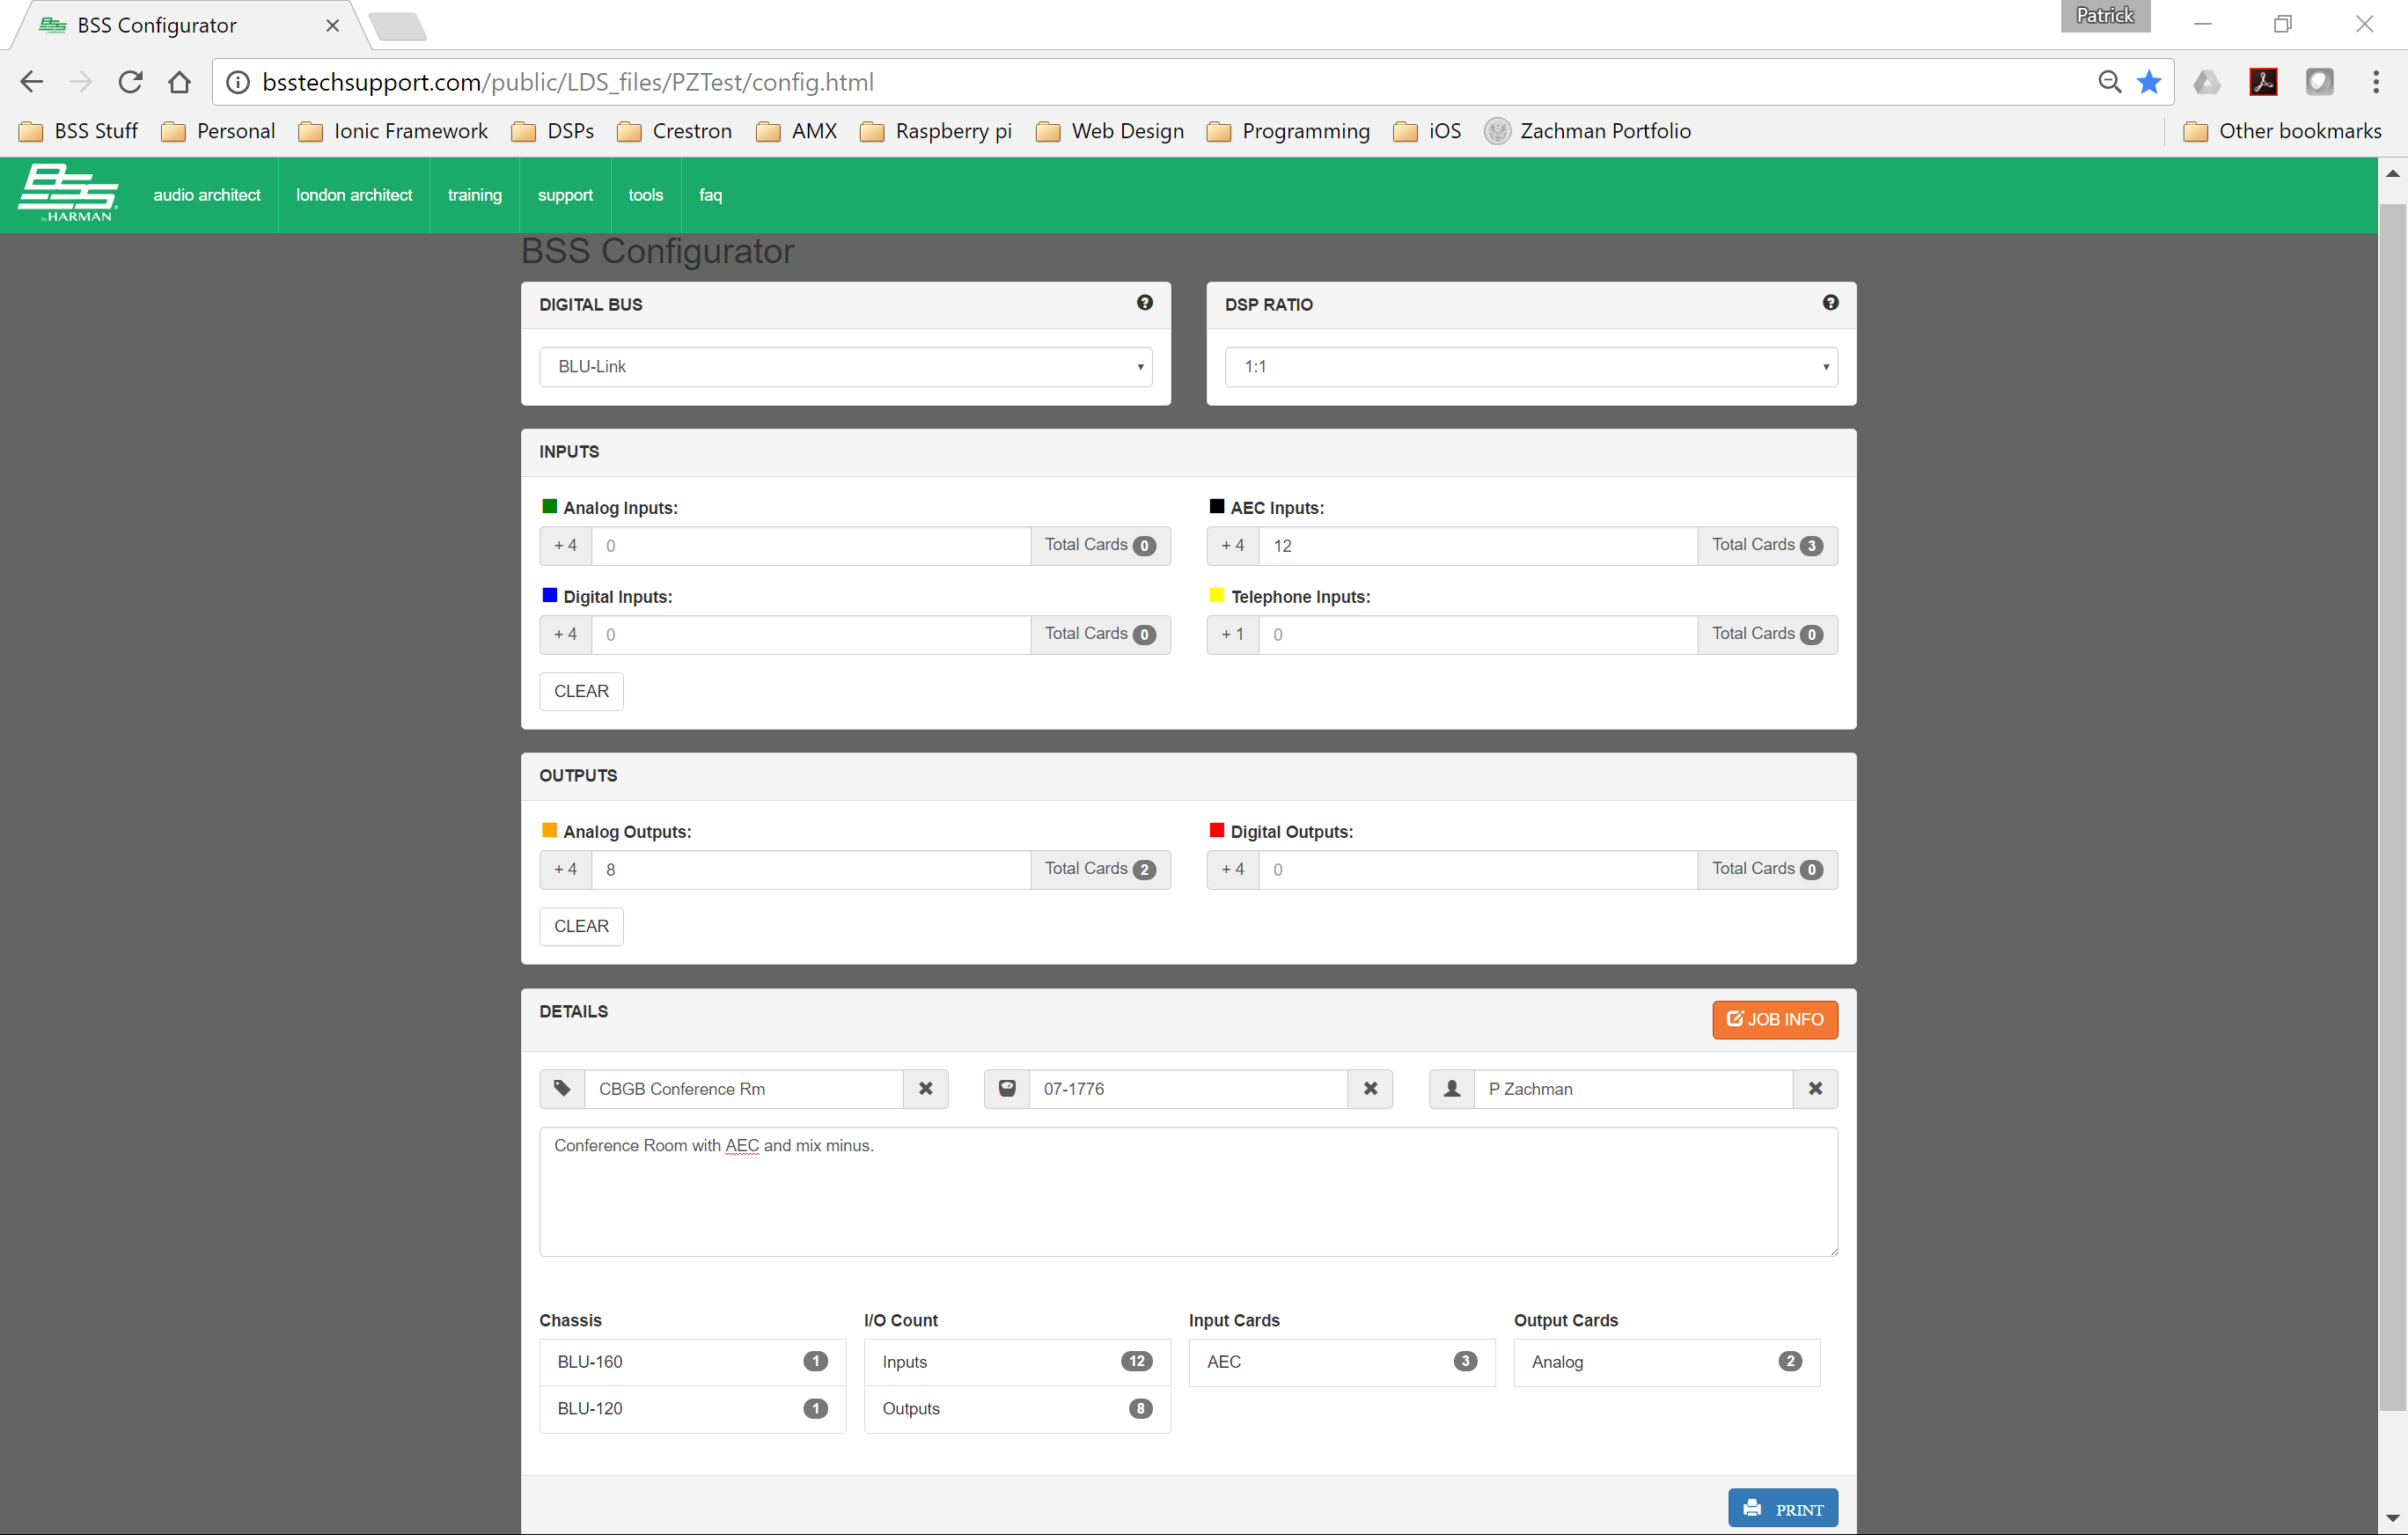 BSS Configurator
Patrick
bsstechsupport.com/public/LDS_files/PZTest/config.html
BSS Stuff Personal Ionic Framework DSPs Crestron AMX Raspberry pi Web Design Programming iOS Zachman Portfolio Other bookmarks
BSS
by HARMAN
audio architect london architect training support tools faq
BSS Configurator
DIGITAL BUS
BLU-Link
DSP RATIO
1:1
INPUTS
Analog Inputs:
+ 4 0 Total Cards 0
AEC Inputs:
+ 4 12 Total Cards 3
Digital Inputs:
+ 4 0 Total Cards 0
Telephone Inputs:
+ 1 0 Total Cards 0
CLEAR
OUTPUTS
Analog Outputs:
+ 4 8 Total Cards 2
Digital Outputs:
+ 4 0 Total Cards 0
CLEAR
DETAILS
JOB INFO
CBGB Conference Rm
07-1776
P Zachman
Conference Room with AEC and mix minus.
Chassis
BLU-160 1
BLU-120 1
I/O Count
Inputs 12
Outputs 8
Input Cards
AEC 3
Output Cards
Analog 2
PRINT